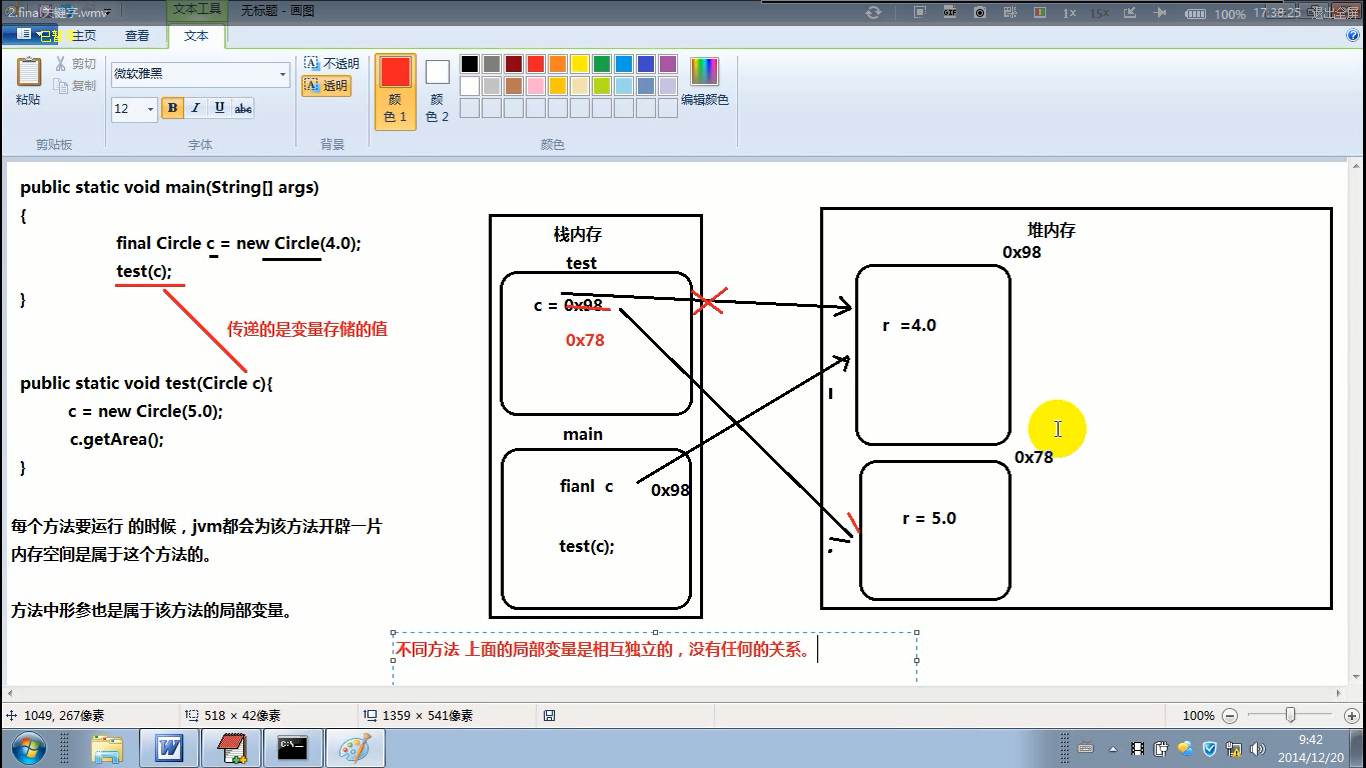 2.final关键字.wmv
文本工具
无标题 - 画图
1x
15x
100%
17:38:25
退出全屏
主页
查看
文本
粘贴
剪切
复制
剪贴板
微软雅黑
12
B I U abc
字体
不透明
透明
背景
颜色 1
颜色 2
编辑颜色
颜色
public static void main(String[] args)
{
final Circle c = new Circle(4.0);
test(c);
}
传递的是变量存储的值
public static void test(Circle c){
c = new Circle(5.0);
c.getArea();
}
每个方法要运行 的时候，jvm都会为该方法开辟一片
内存空间是属于这个方法的。
方法中形参也是属于该方法的局部变量。
栈内存
test
c = 0x98
0x78
main
fianl c
0x98
test(c);
堆内存
0x98
r =4.0
0x78
r = 5.0
不同方法 上面的局部变量是相互独立的，没有任何的关系。
1049, 267像素
518 × 42像素
1359 × 541像素
100%
9:42
2014/12/20